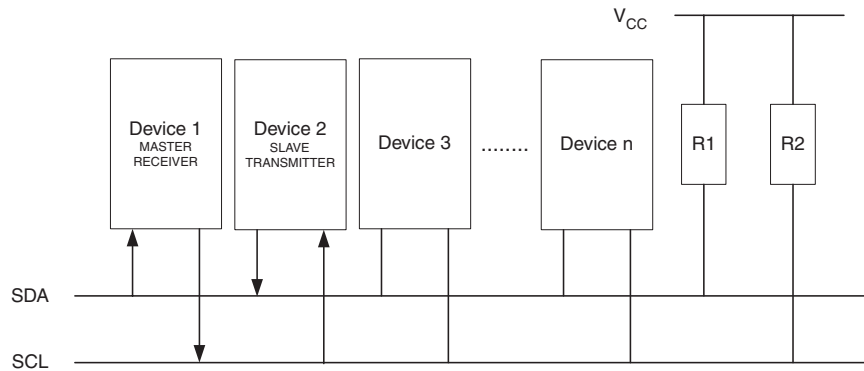 V_CC
Device 1
MASTER
RECEIVER
Device 2
SLAVE
TRANSMITTER
Device 3
........
Device n
R1
R2
SDA
SCL